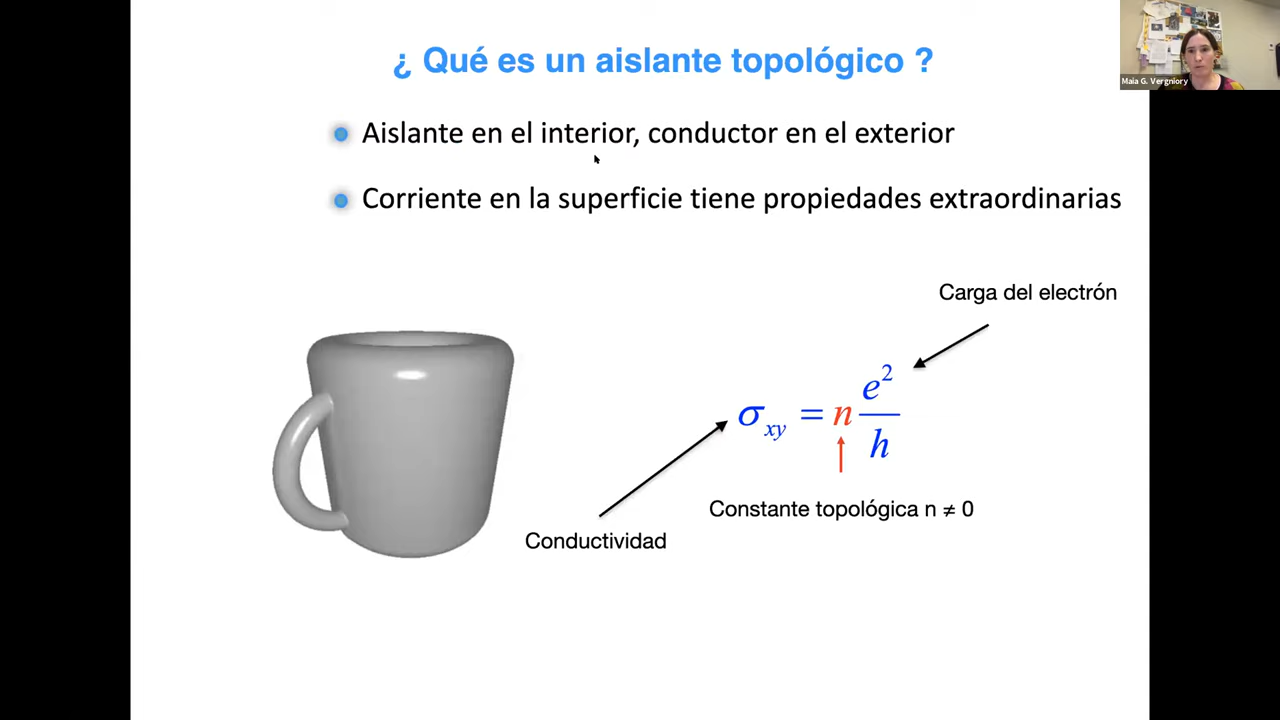 ¿ Qué es un aislante topológico ?
Maia G. Vergniory
Aislante en el interior, conductor en el exterior
Corriente en la superficie tiene propiedades extraordinarias
Carga del electrón
σxy = n e²/h
Constante topológica n ≠ 0
Conductividad